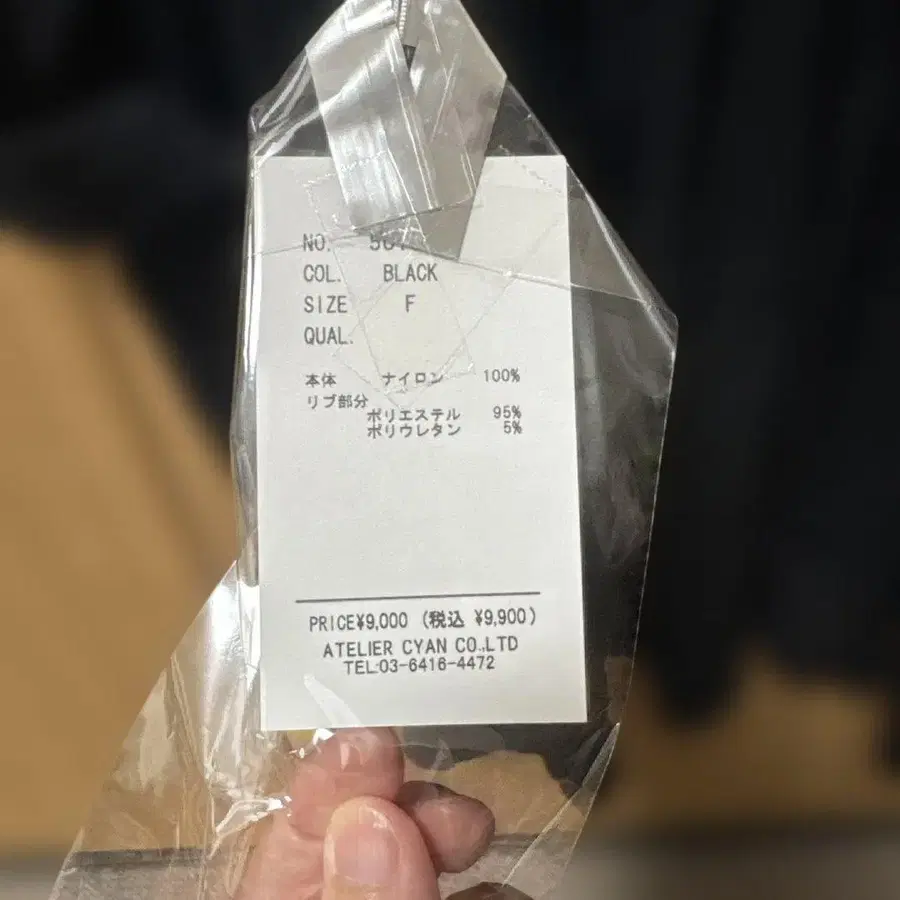 NO.
COL. BLACK
SIZE F
QUAL.
本体 ナイロン 100%
リブ部分
ポリエステル 95%
ポリウレタン 5%
PRICE¥9,000 (税込 ¥9,900)
ATELIER CYAN CO.,LTD
TEL:03-6416-4472